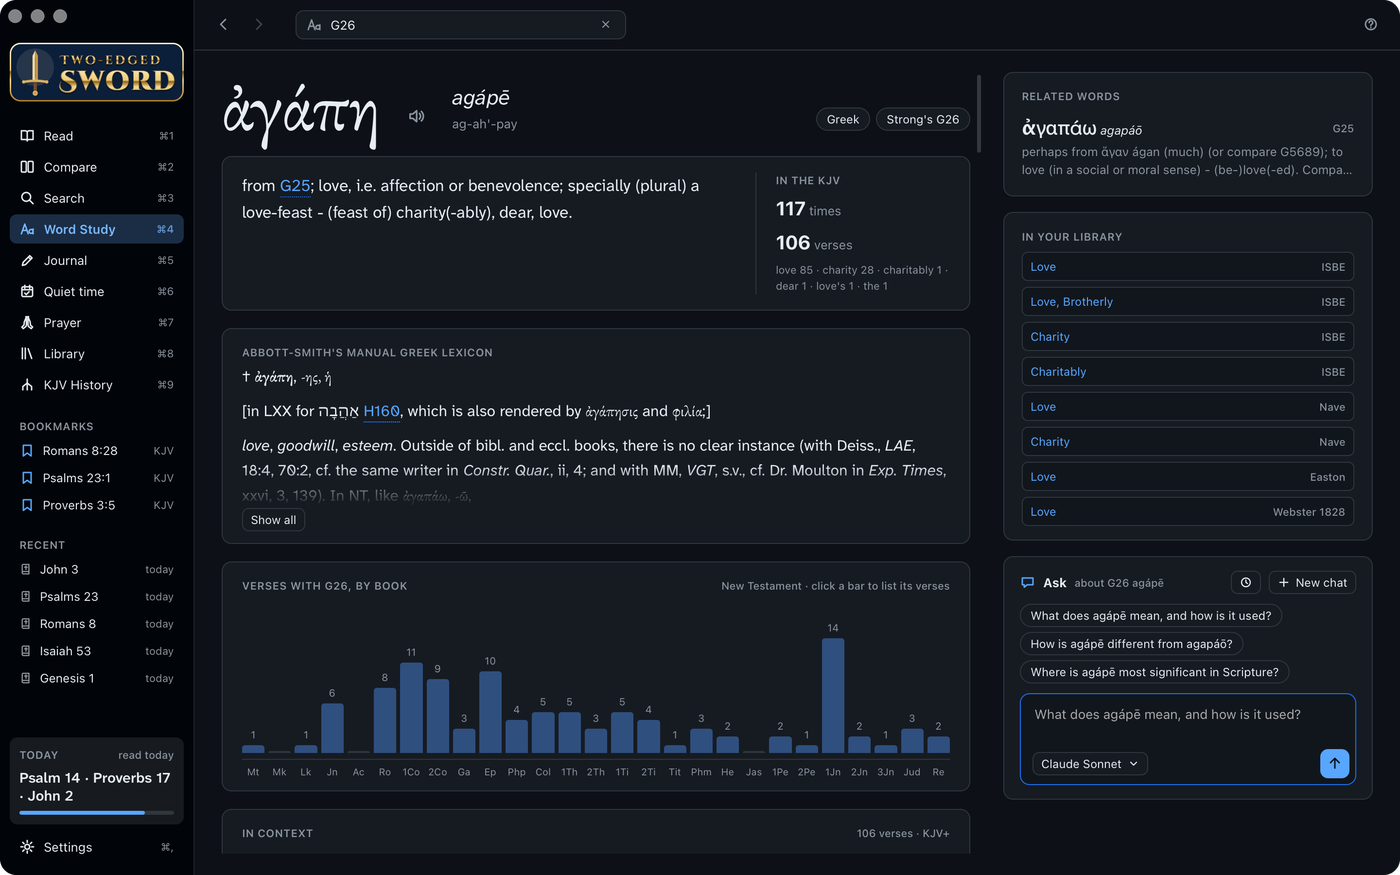 G26
TWO-EDGED
SWORD
Read ⌘1
Compare ⌘2
Search ⌘3
Word Study ⌘4
Journal ⌘5
Quiet time ⌘6
Prayer ⌘7
Library ⌘8
KJV History ⌘9
BOOKMARKS
Romans 8:28 KJV
Psalms 23:1 KJV
Proverbs 3:5 KJV
RECENT
John 3 today
Psalms 23 today
Romans 8 today
Isaiah 53 today
Genesis 1 today
TODAY read today
Psalm 14 · Proverbs 17
· John 2
Settings ⌘,
ἀγάπη
agápē
ag-ah'-pay
Greek
Strong's G26
from G25; love, i.e. affection or benevolence; specially (plural) a
love-feast - (feast of) charity(-ably), dear, love.
IN THE KJV
117 times
106 verses
love 85 · charity 28 · charitably 1 ·
dear 1 · love's 1 · the 1
ABBOTT-SMITH'S MANUAL GREEK LEXICON
† ἀγάπη, -ης, ἡ
[in LXX for אַהֲבָה H160, which is also rendered by ἀγάπησις and φιλία;]
love, goodwill, esteem. Outside of bibl. and eccl. books, there is no clear instance (with Deiss., LAE,
18:4, 70:2, cf. the same writer in Constr. Quar., ii, 4; and with MM, VGT, s.v., cf. Dr. Moulton in Exp. Times,
xxvi, 3, 139). In NT, like ἀγαπάω, -ῶ,
Show all
VERSES WITH G26, BY BOOK
New Testament · click a bar to list its verses
1 1 6 8 11 9 3 10 4 5 5 3 5 4 1 3 2 2 1 14 2 1 3 2
Mt Mk Lk Jn Ac Ro 1Co 2Co Ga Ep Php Col 1Th 2Th 1Ti 2Ti Tit Phm He Jas 1Pe 2Pe 1Jn 2Jn 3Jn Jud Re
IN CONTEXT
106 verses · KJV+
RELATED WORDS
ἀγαπάω agapáō G25
perhaps from ἄγαν ágan (much) (or compare G5689); to
love (in a social or moral sense) - (be-)love(-ed). Compa...
IN YOUR LIBRARY
Love ISBE
Love, Brotherly ISBE
Charity ISBE
Charitably ISBE
Love Nave
Charity Nave
Love Easton
Love Webster 1828
Ask about G26 agápē
New chat
What does agápē mean, and how is it used?
How is agápē different from agapáō?
Where is agápē most significant in Scripture?
What does agápē mean, and how is it used?
Claude Sonnet